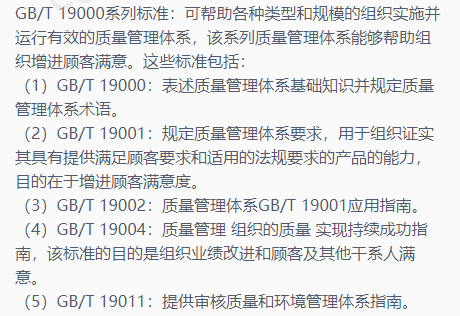 GB/T 19000系列标准：可帮助各种类型和规模的组织实施并
运行有效的质量管理体系，该系列质量管理体系能够帮助组
织增进顾客满意。这些标准包括：
（1）GB/T 19000：表述质量管理体系基础知识并规定质量
管理体系术语。
（2）GB/T 19001：规定质量管理体系要求，用于组织证实
其具有提供满足顾客要求和适用的法规要求的产品的能力，
目的在于增进顾客满意度。
（3）GB/T 19002：质量管理体系GB/T 19001应用指南。
（4）GB/T 19004：质量管理 组织的质量 实现持续成功指
南，该标准的目的是组织业绩改进和顾客及其他干系人满
意。
（5）GB/T 19011：提供审核质量和环境管理体系指南。